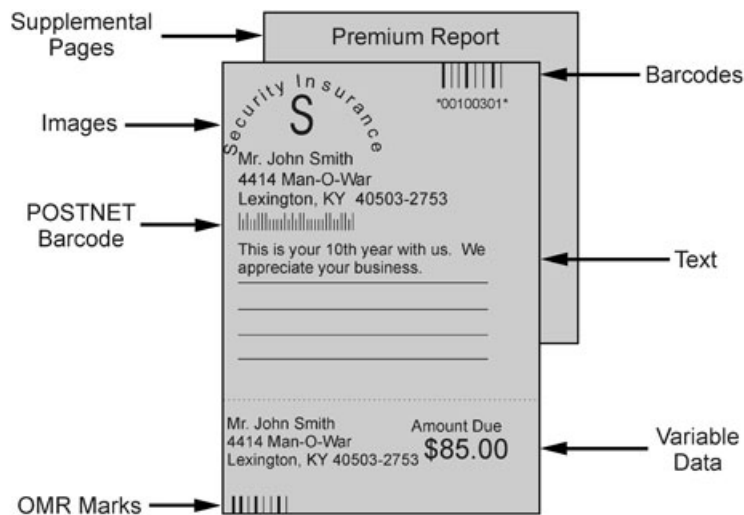 Supplemental
Pages
Premium Report
Barcodes
*00100301*
Images
Security Insurance
S
Mr. John Smith
4414 Man-O-War
Lexington, KY 40503-2753
POSTNET
Barcode
This is your 10th year with us. We
appreciate your business.
Text
Mr. John Smith
4414 Man-O-War
Lexington, KY 40503-2753
Amount Due
$85.00
Variable
Data
OMR Marks